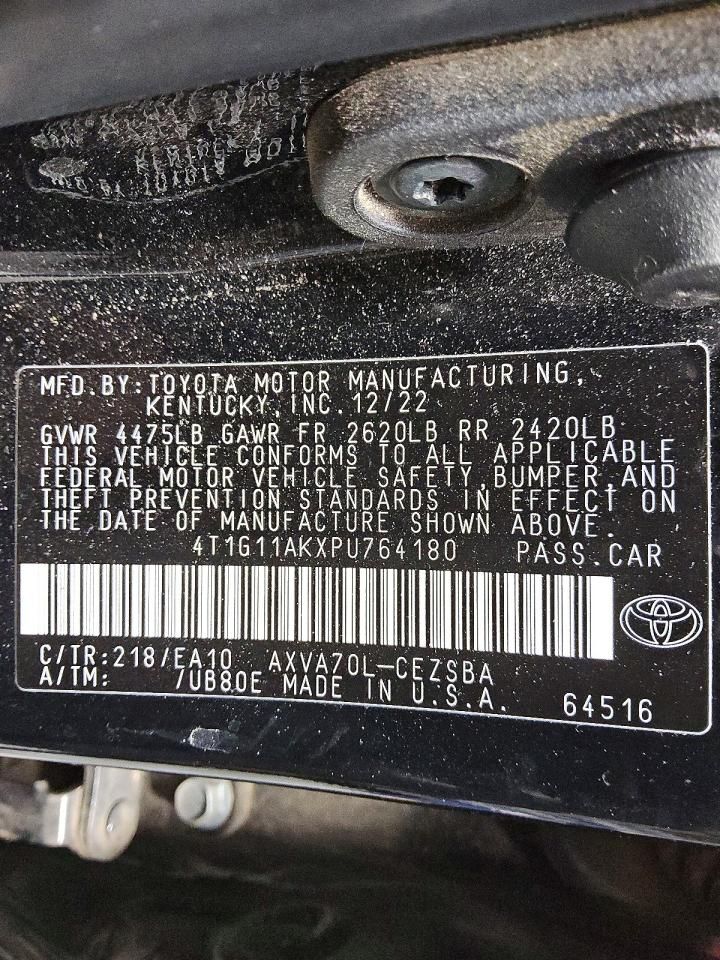 MFD.BY:TOYOTA MOTOR MANUFACTURING,
KENTUCKY,INC.12/22
GVWR 4475LB GAWR FR 2620LB RR 2420LB
THIS VEHICLE CONFORMS TO ALL APPLICABLE
FEDERAL MOTOR VEHICLE SAFETY,BUMPER,AND
THEFT PREVENTION STANDARDS IN EFFECT ON
THE DATE OF MANUFACTURE SHOWN ABOVE.
4T1G11AKXPU764180 PASS.CAR
C/TR:218/EA10 AXVA70L-CEZSBA
A/TM: /UB80E MADE IN U.S.A. 64516